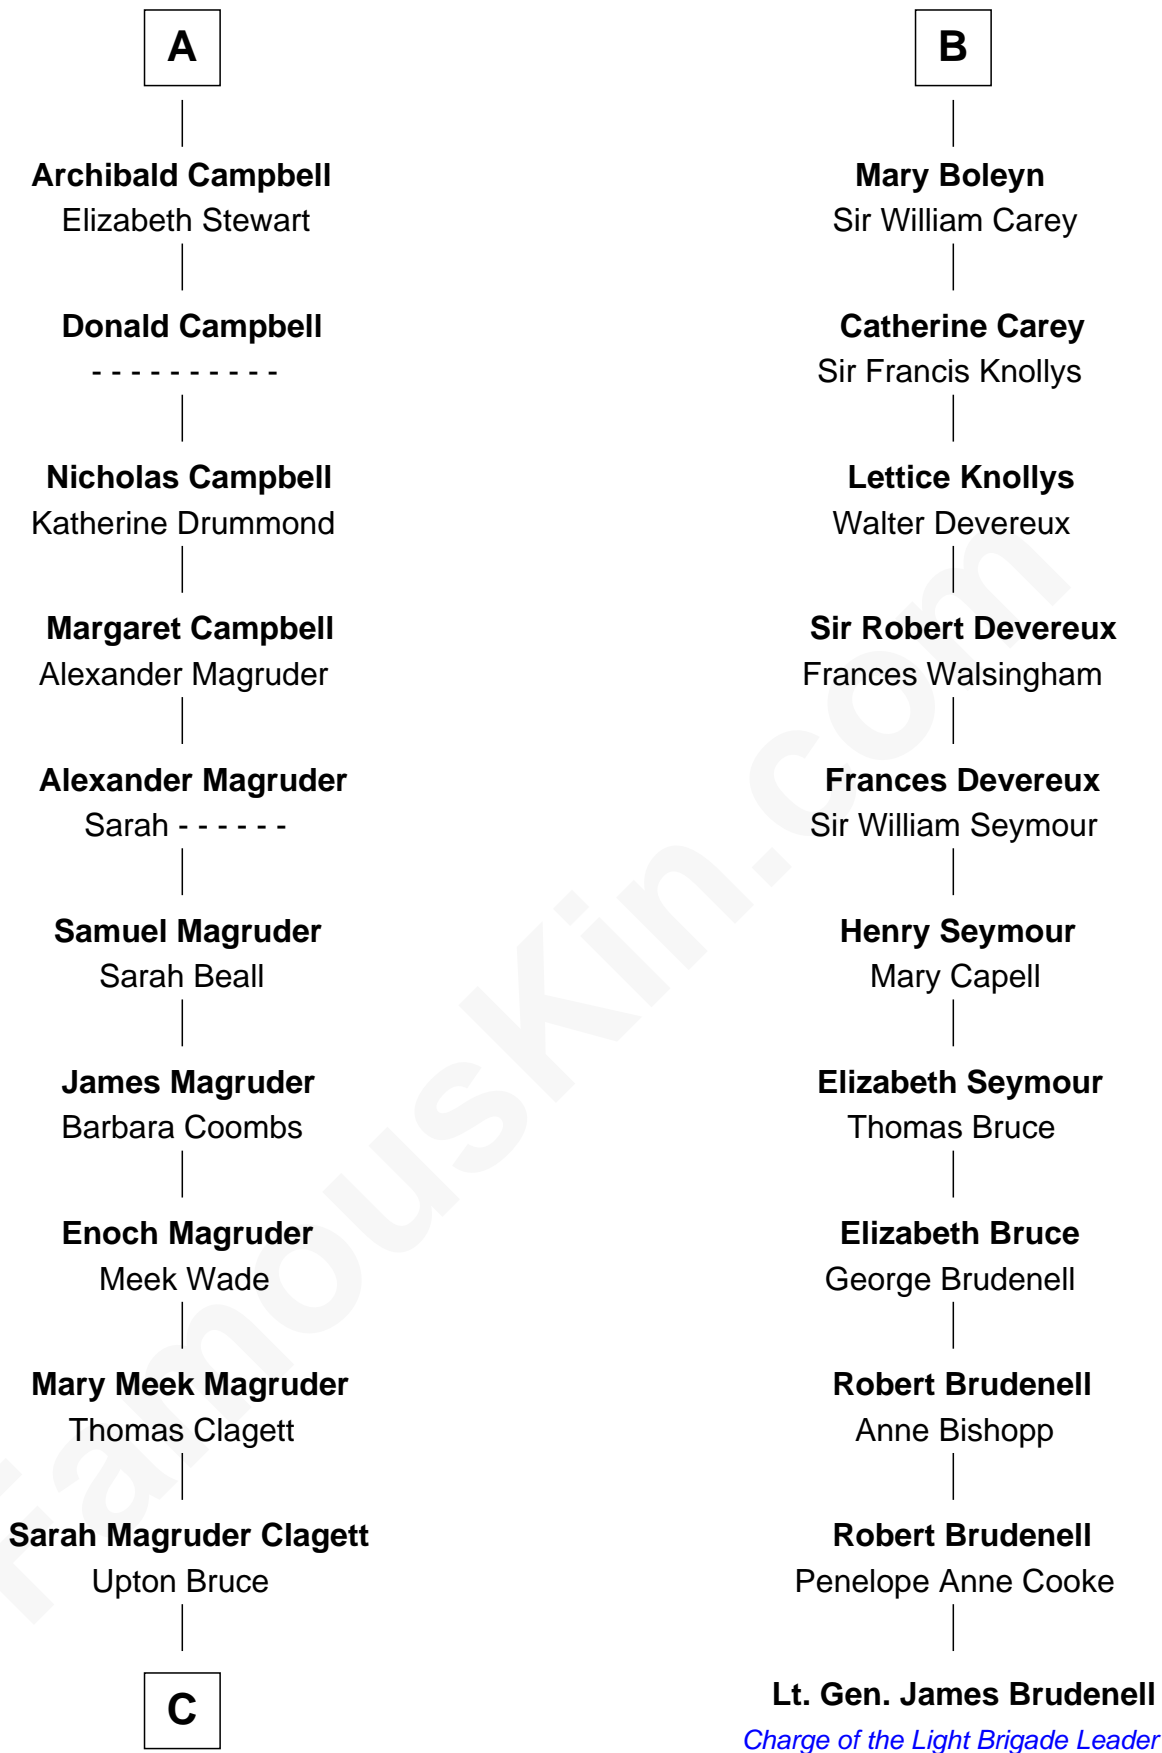 A
Archibald Campbell
Elizabeth Stewart
Donald Campbell
- - - - - - - - - -
Nicholas Campbell
Katherine Drummond
Margaret Campbell
Alexander Magruder
Alexander Magruder
Sarah - - - - - -
Samuel Magruder
Sarah Beall
James Magruder
Barbara Coombs
Enoch Magruder
Meek Wade
Mary Meek Magruder
Thomas Clagett
Sarah Magruder Clagett
Upton Bruce
C
B
Mary Boleyn
Sir William Carey
Catherine Carey
Sir Francis Knollys
Lettice Knollys
Walter Devereux
Sir Robert Devereux
Frances Walsingham
Frances Devereux
Sir William Seymour
Henry Seymour
Mary Capell
Elizabeth Seymour
Thomas Bruce
Elizabeth Bruce
George Brudenell
Robert Brudenell
Anne Bishopp
Robert Brudenell
Penelope Anne Cooke
Lt. Gen. James Brudenell
Charge of the Light Brigade Leader
FamousKin.com